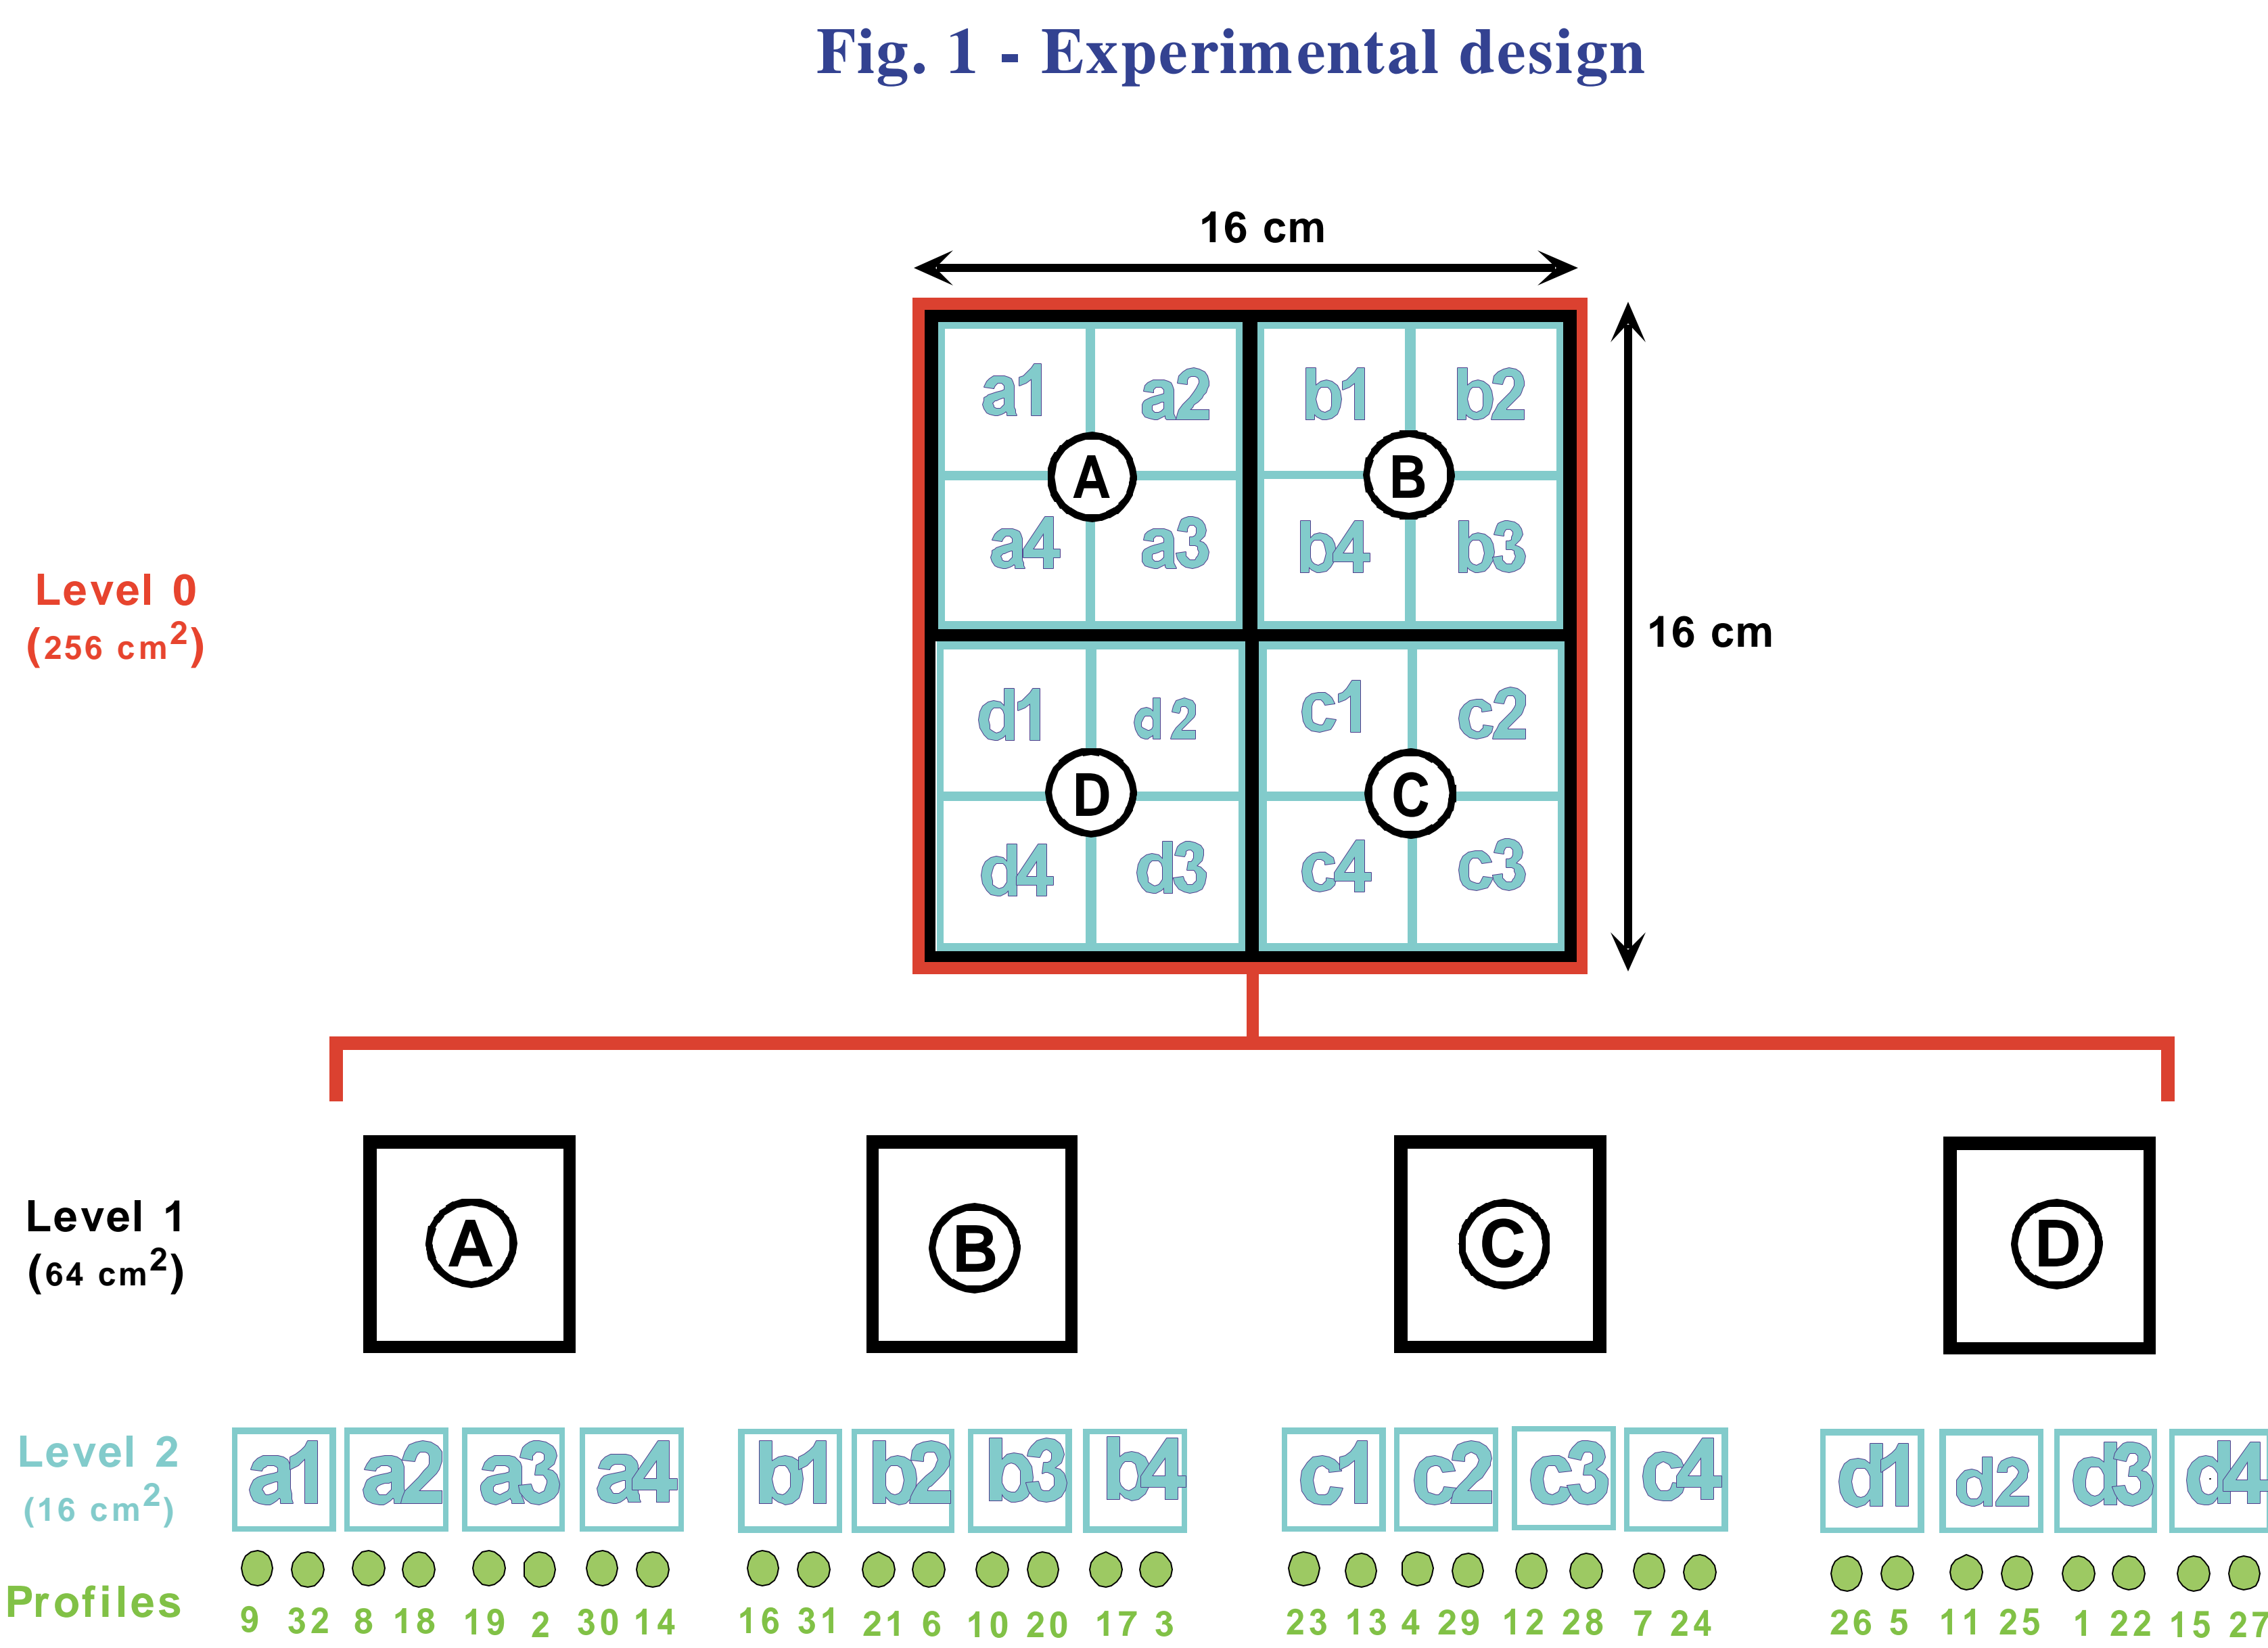 Fig. 1 - Experimental design
16 cm
a1 a2 b1 b2
A B
a4 a3 b4 b3
Level 0
(256 cm²)
16 cm
d1 d2 c1 c2
D C
d4 d3 c4 c3
Level 1
(64 cm²)
A B C D
Level 2
(16 cm²)
a1 a2 a3 a4 b1 b2 b3 b4 c1 c2 c3 c4 d1 d2 d3 d4
Profiles
9 32 8 18 19 2 30 14 16 31 21 6 10 20 17 3 23 13 4 29 12 28 7 24 26 5 11 25 1 22 15 27